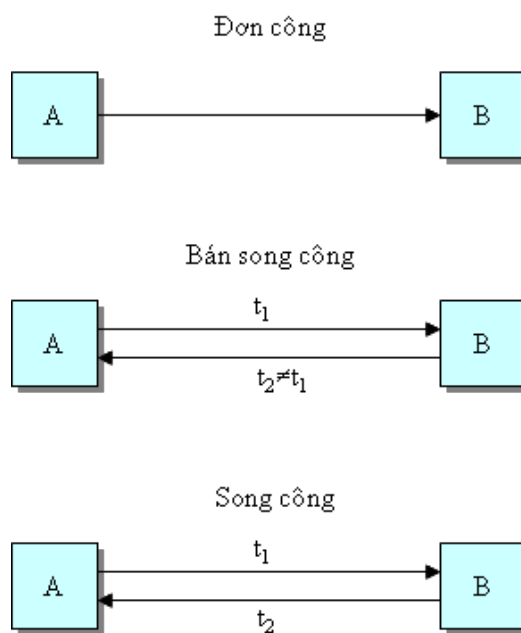 Đơn công
A B
Bán song công
t1
A B
t2≠t1
Song công
t1
A B
t2